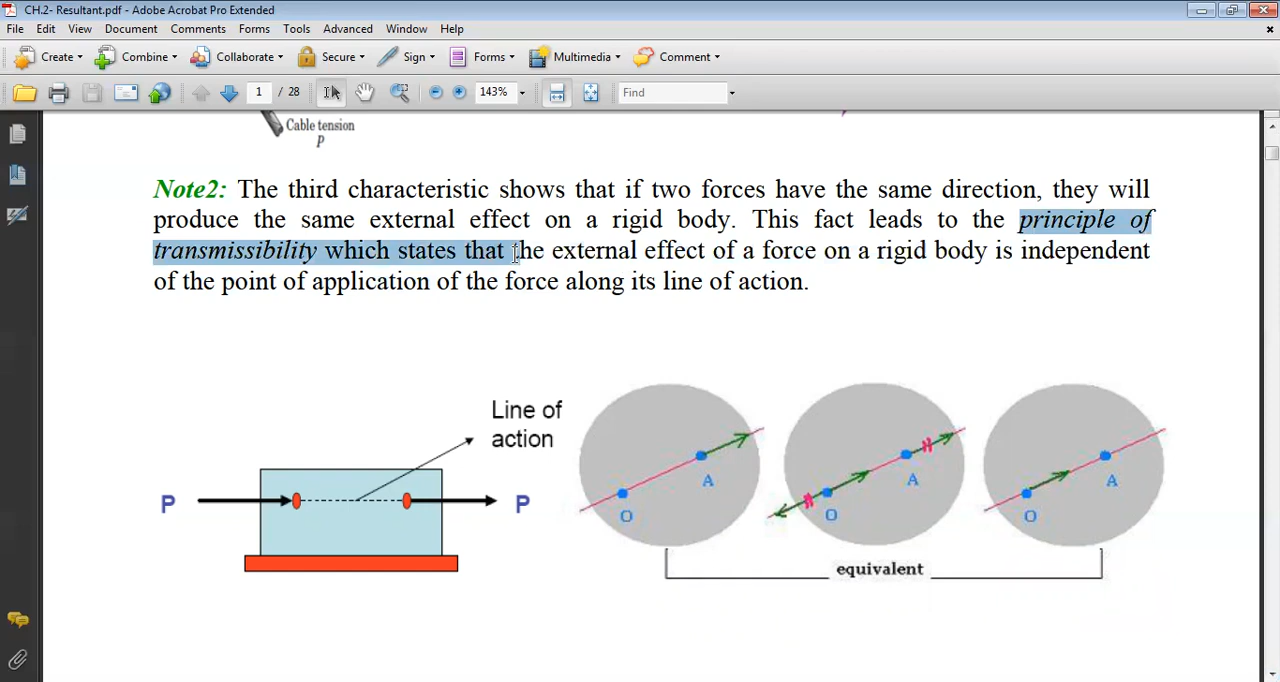 CH.2- Resultant.pdf - Adobe Acrobat Pro Extended
File Edit View Document Comments Forms Tools Advanced Window Help
Create Combine Collaborate Secure Sign Forms Multimedia Comment
1 / 28 143% Find
Cable tension
P
Note2: The third characteristic shows that if two forces have the same direction, they will
produce the same external effect on a rigid body. This fact leads to the principle of
transmissibility which states that the external effect of a force on a rigid body is independent
of the point of application of the force along its line of action.
Line of
action
P P
A O
A O
A O
equivalent